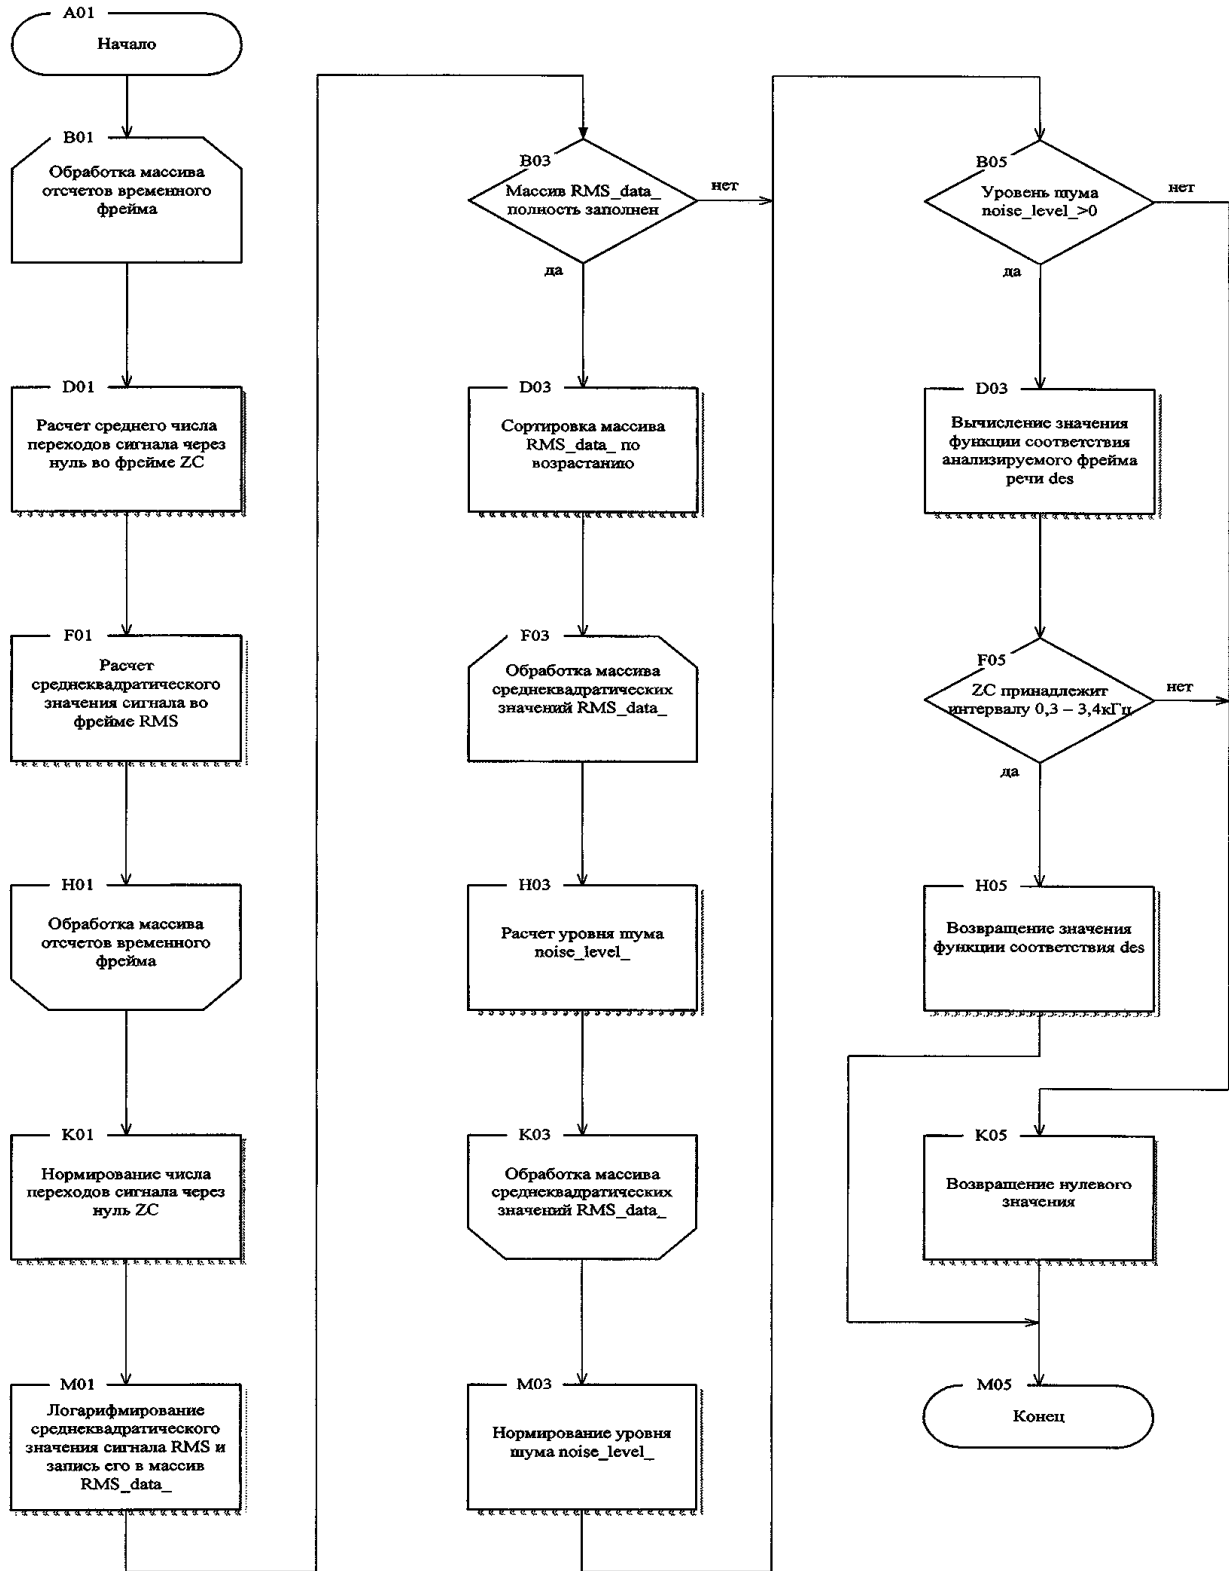 A01
Начало
B01
Обработка массива
отсчетов временного
фрейма
D01
Расчет среднего числа
переходов сигнала через
нуль во фрейме ZC
F01
Расчет
среднеквадратического
значения сигнала во
фрейме RMS
H01
Обработка массива
отсчетов временного
фрейма
K01
Нормирование числа
переходов сигнала через
нуль ZC
M01
Логарифмирование
среднеквадратического
значения сигнала RMS и
запись его в массив
RMS_data_
B03
Массив RMS_data_
полность заполнен
нет
да
D03
Сортировка массива
RMS_data_ по
возрастанию
F03
Обработка массива
среднеквадратических
значений RMS_data_
H03
Расчет уровня шума
noise_level_
K03
Обработка массива
среднеквадратических
значений RMS_data_
M03
Нормирование уровня
шума noise_level_
B05
Уровень шума
noise_level_>0
нет
да
D03
Вычисление значения
функции соответствия
анализируемого фрейма
речи des
F05
ZC принадлежит
интервалу 0,3 – 3,4кГц
нет
да
H05
Возвращение значения
функции соответствия des
K05
Возвращение нулевого
значения
M05
Конец